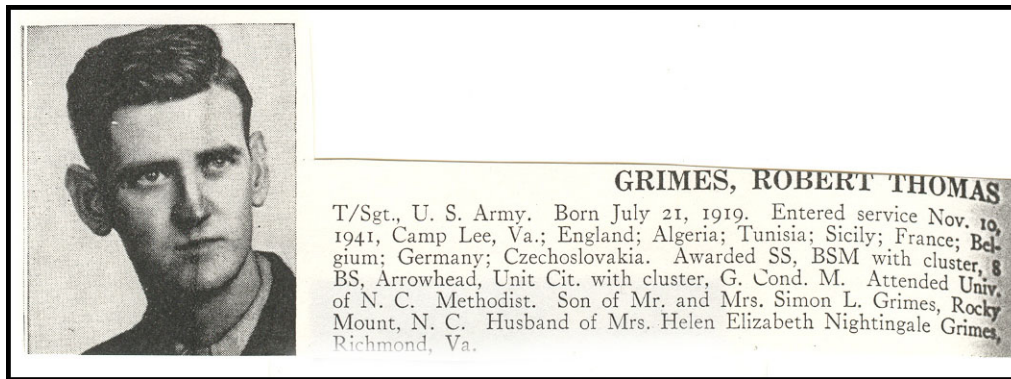 GRIMES, ROBERT THOMAS
T/Sgt., U. S. Army. Born July 21, 1919. Entered service Nov. 10,
1941, Camp Lee, Va.; England; Algeria; Tunisia; Sicily; France; Bel-
gium; Germany; Czechoslovakia. Awarded SS, BSM with cluster, 8
BS, Arrowhead, Unit Cit. with cluster, G. Cond. M. Attended Univ.
of N. C. Methodist. Son of Mr. and Mrs. Simon L. Grimes, Rocky
Mount, N. C. Husband of Mrs. Helen Elizabeth Nightingale Grimes,
Richmond, Va.